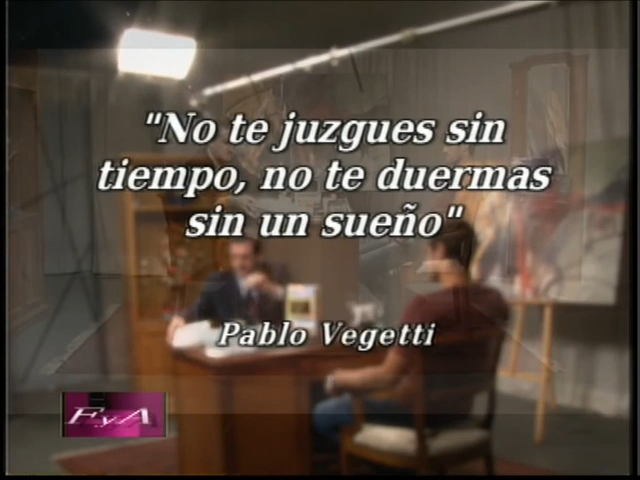 "No te juzgues sin
tiempo, no te duermas
sin un sueño"
Pablo Vegetti
FyA